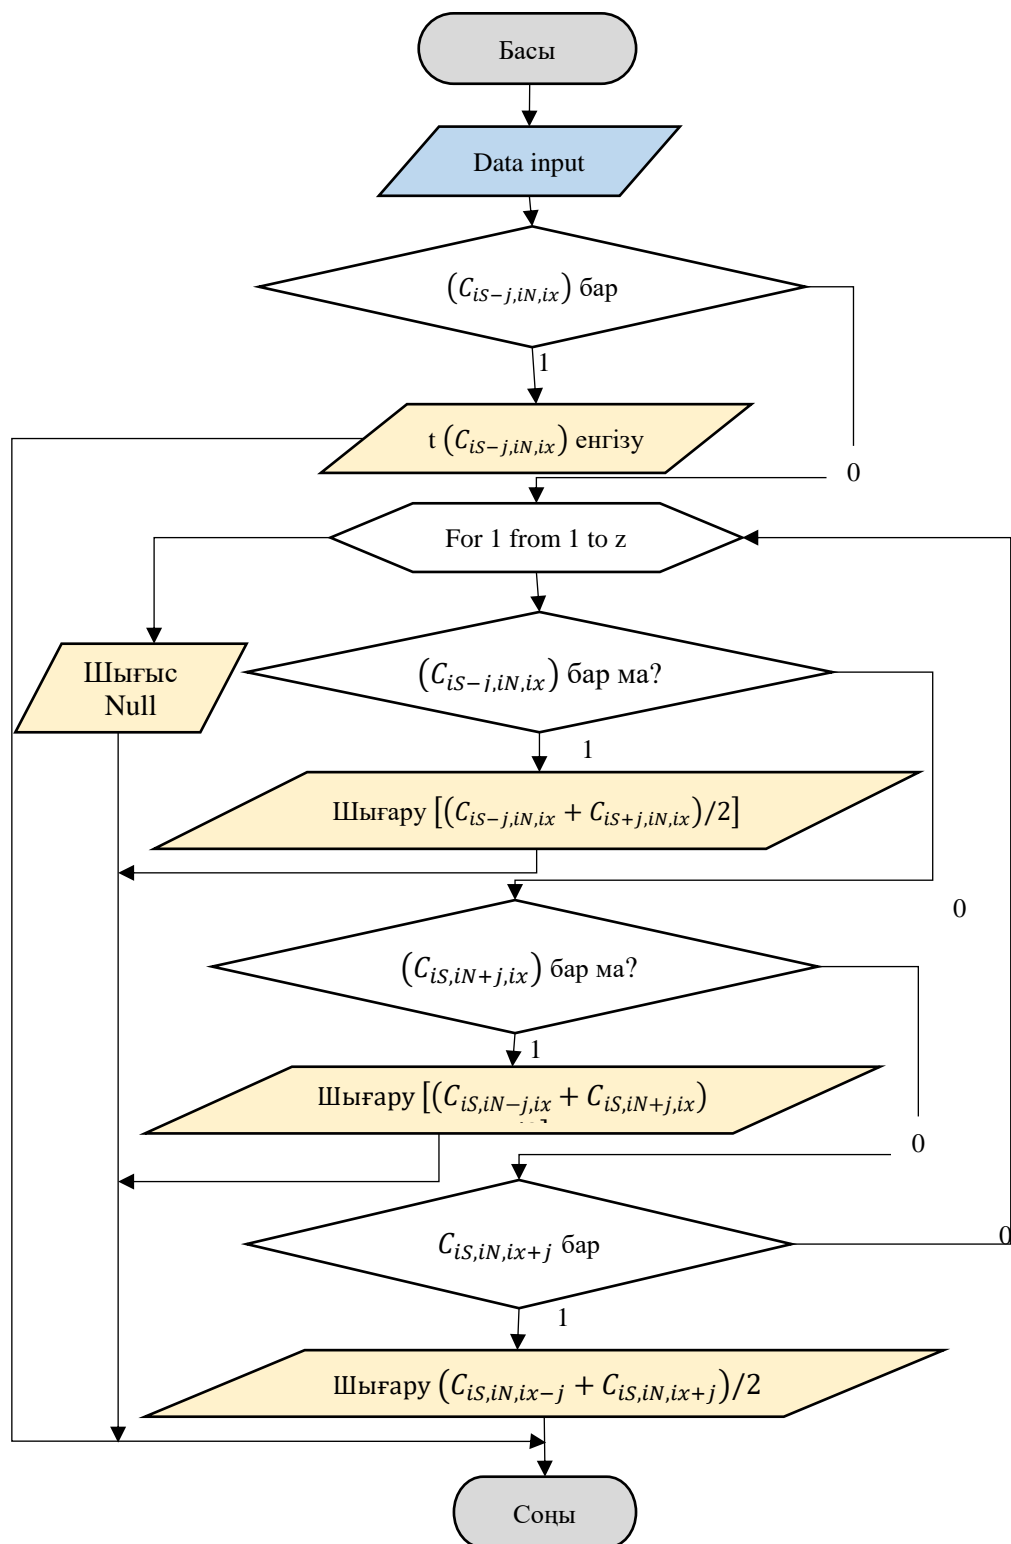 Басы
Data input
(C_{iS−j,iN,ix}) бар
1
t (C_{iS−j,iN,ix}) енгізу
0
For 1 from 1 to z
Шығыс
Null
(C_{iS−j,iN,ix}) бар ма?
1
Шығару [(C_{iS−j,iN,ix} + C_{iS+j,iN,ix})/2]
0
(C_{iS,iN+j,ix}) бар ма?
1
Шығару [(C_{iS,iN−j,ix} + C_{iS,iN+j,ix})
0
C_{iS,iN,ix+j} бар
0
1
Шығару (C_{iS,iN,ix−j} + C_{iS,iN,ix+j})/2
Соңы